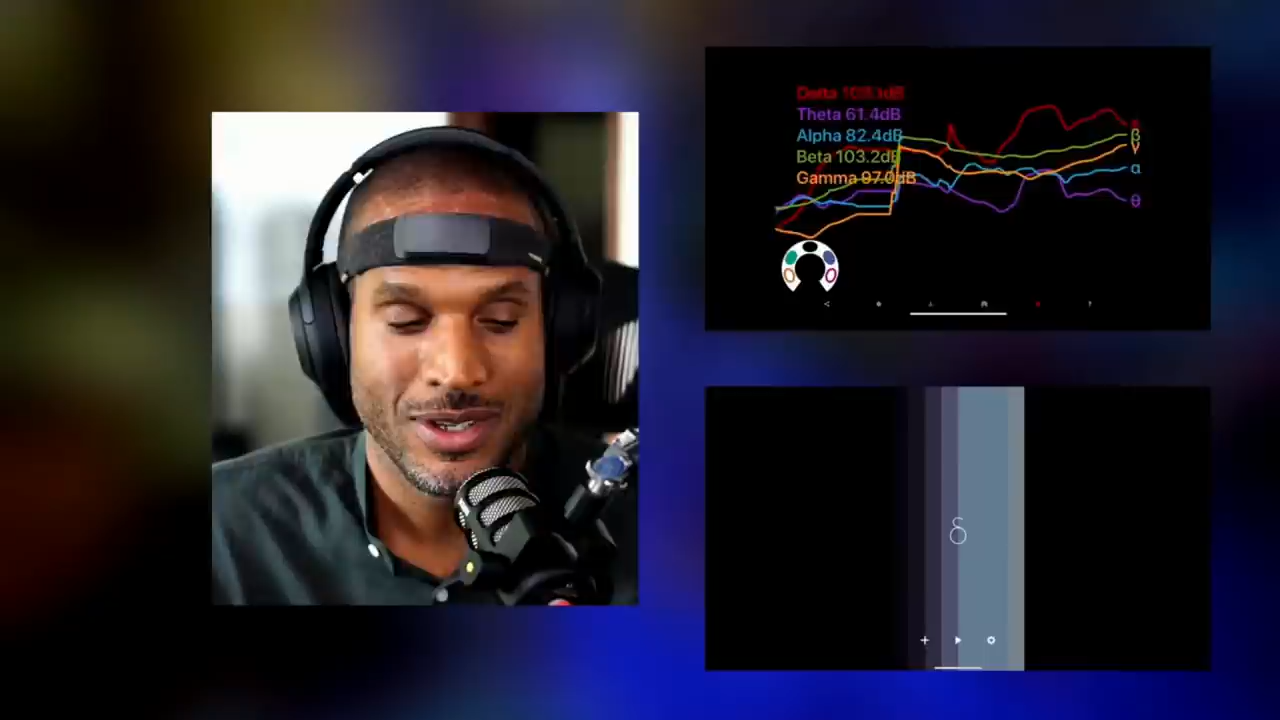 Theta 61.4dB
Alpha 82.4dB
Beta 103.2dB
Gamma 97.0dB
β
γ
α
θ
δ